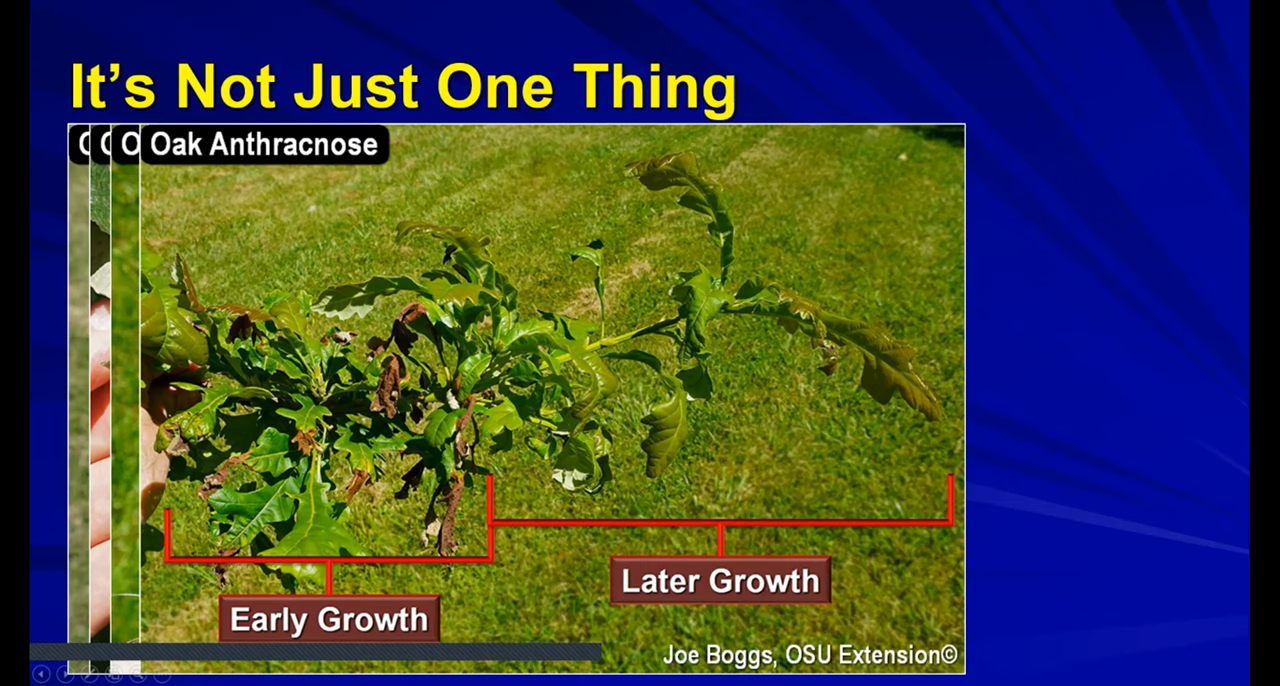 It’s Not Just One Thing
Oak Anthracnose
Later Growth
Early Growth
Joe Boggs, OSU Extension©